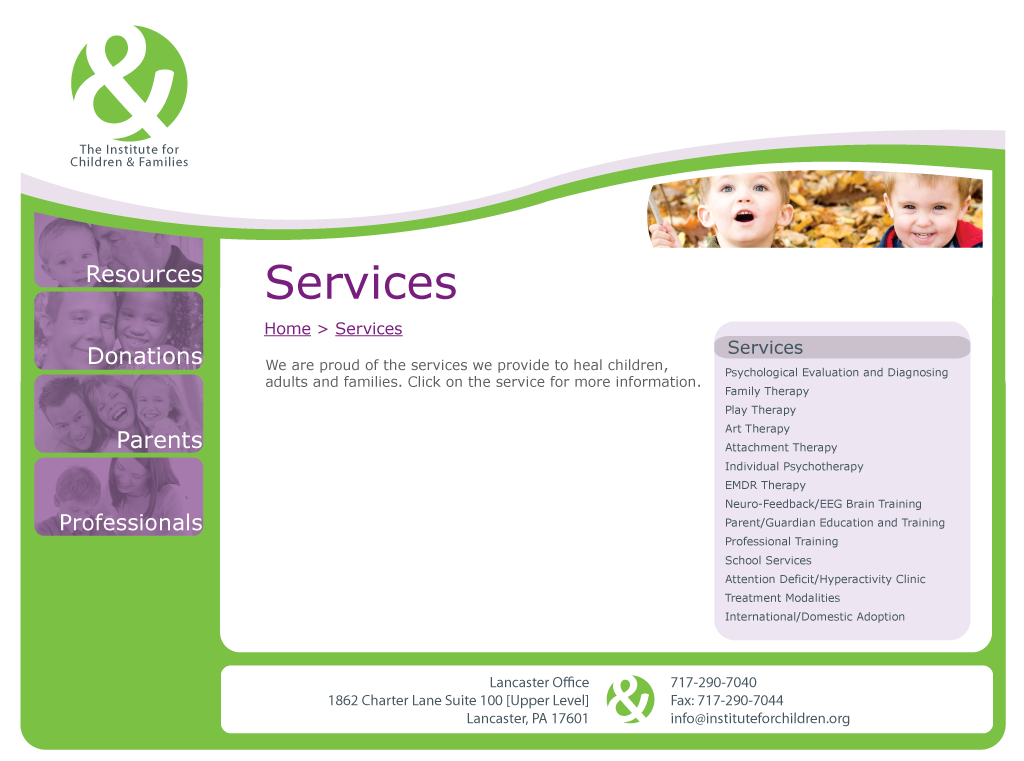 The Institute for
Children & Families
Resources
Donations
Parents
Professionals
Services
Home > Services
We are proud of the services we provide to heal children,
adults and families. Click on the service for more information.
Services
Psychological Evaluation and Diagnosing
Family Therapy
Play Therapy
Art Therapy
Attachment Therapy
Individual Psychotherapy
EMDR Therapy
Neuro-Feedback/EEG Brain Training
Parent/Guardian Education and Training
Professional Training
School Services
Attention Deficit/Hyperactivity Clinic
Treatment Modalities
International/Domestic Adoption
Lancaster Office
1862 Charter Lane Suite 100 [Upper Level]
Lancaster, PA 17601
&
717-290-7040
Fax: 717-290-7044
info@instituteforchildren.org